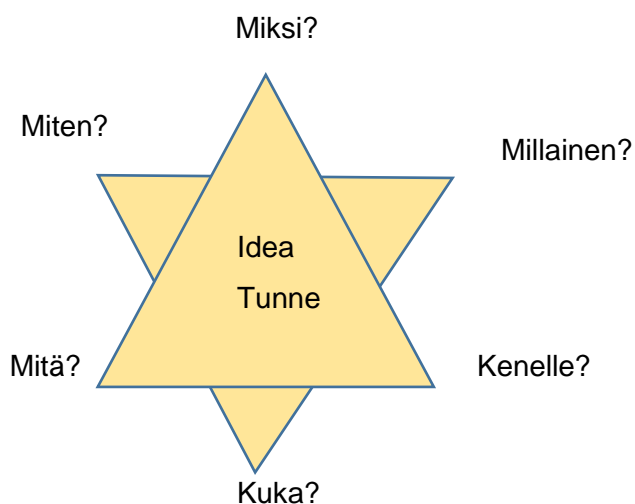 Miksi?
Miten?
Millainen?
Idea
Tunne
Mitä?
Kenelle?
Kuka?